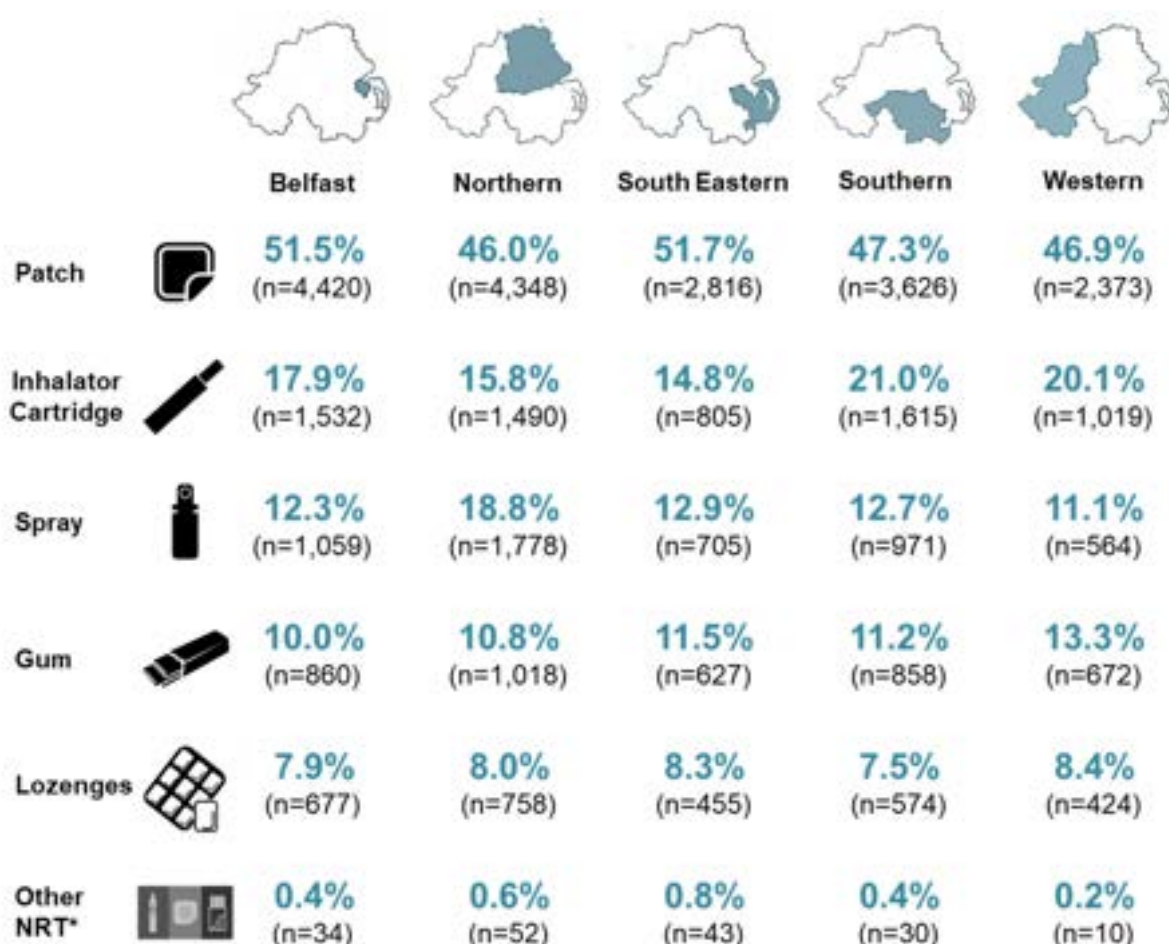 Belfast Northern South Eastern Southern Western
Patch 51.5% 46.0% 51.7% 47.3% 46.9%
(n=4,420) (n=4,348) (n=2,816) (n=3,626) (n=2,373)
Inhalator
Cartridge
17.9% 15.8% 14.8% 21.0% 20.1%
(n=1,532) (n=1,490) (n=805) (n=1,615) (n=1,019)
Spray 12.3% 18.8% 12.9% 12.7% 11.1%
(n=1,059) (n=1,778) (n=705) (n=971) (n=564)
Gum 10.0% 10.8% 11.5% 11.2% 13.3%
(n=860) (n=1,018) (n=627) (n=858) (n=672)
Lozenges 7.9% 8.0% 8.3% 7.5% 8.4%
(n=677) (n=758) (n=455) (n=574) (n=424)
Other
NRT*
0.4% 0.6% 0.8% 0.4% 0.2%
(n=34) (n=52) (n=43) (n=30) (n=10)